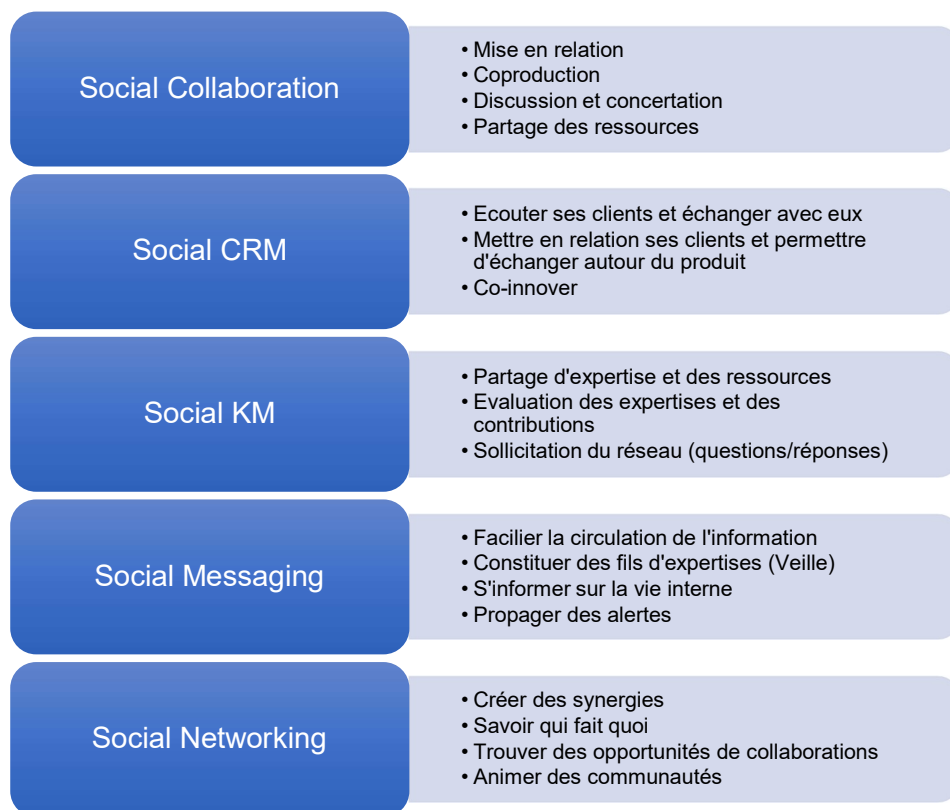 Social Collaboration
• Mise en relation
• Coproduction
• Discussion et concertation
• Partage des ressources
Social CRM
• Ecouter ses clients et échanger avec eux
• Mettre en relation ses clients et permettre
d'échanger autour du produit
• Co-innover
Social KM
• Partage d'expertise et des ressources
• Evaluation des expertises et des
contributions
• Sollicitation du réseau (questions/réponses)
Social Messaging
• Facilier la circulation de l'information
• Constituer des fils d'expertises (Veille)
• S'informer sur la vie interne
• Propager des alertes
Social Networking
• Créer des synergies
• Savoir qui fait quoi
• Trouver des opportunités de collaborations
• Animer des communautés